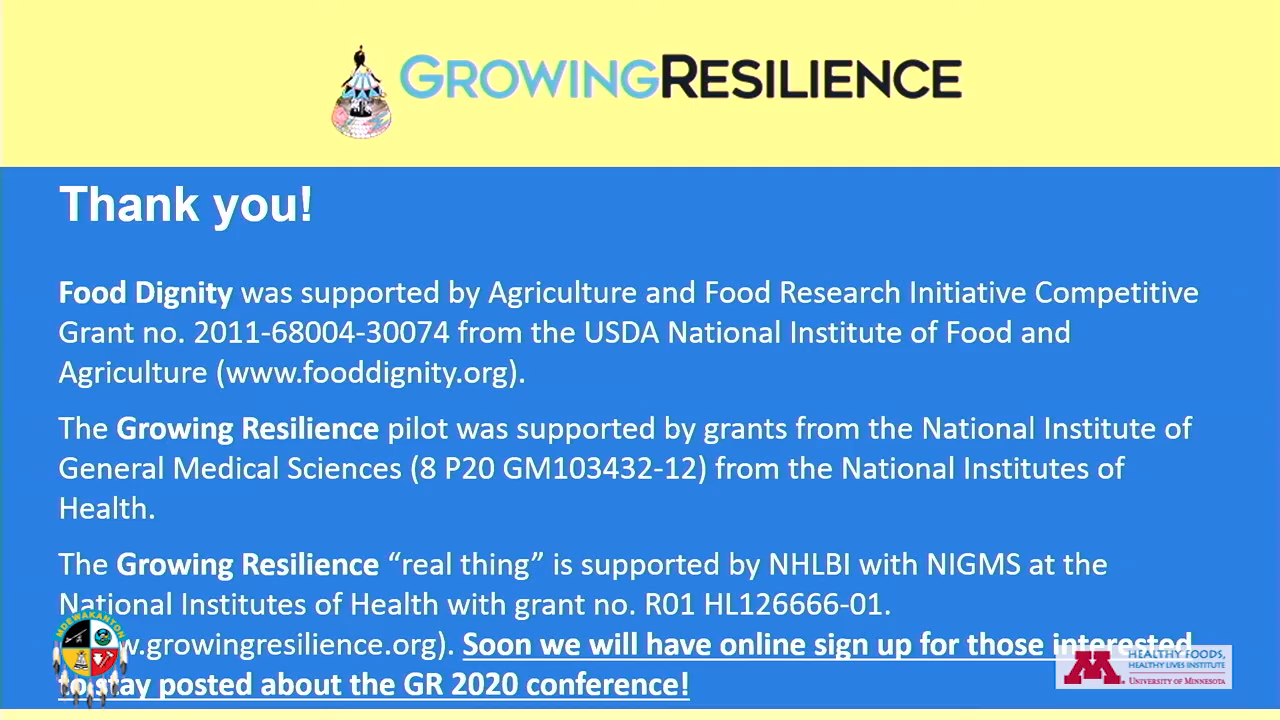 GROWINGRESILIENCE
Thank you!
Food Dignity was supported by Agriculture and Food Research Initiative Competitive
Grant no. 2011-68004-30074 from the USDA National Institute of Food and
Agriculture (www.fooddignity.org).
The Growing Resilience pilot was supported by grants from the National Institute of
General Medical Sciences (8 P20 GM103432-12) from the National Institutes of
Health.
The Growing Resilience “real thing” is supported by NHLBI with NIGMS at the
National Institutes of Health with grant no. R01 HL126666-01.
w.growingresilience.org). Soon we will have online sign up for those interested
to stay posted about the GR 2020 conference!
MDEWAKANTON
M
HEALTHY FOODS,
HEALTHY LIVES INSTITUTE
UNIVERSITY OF MINNESOTA